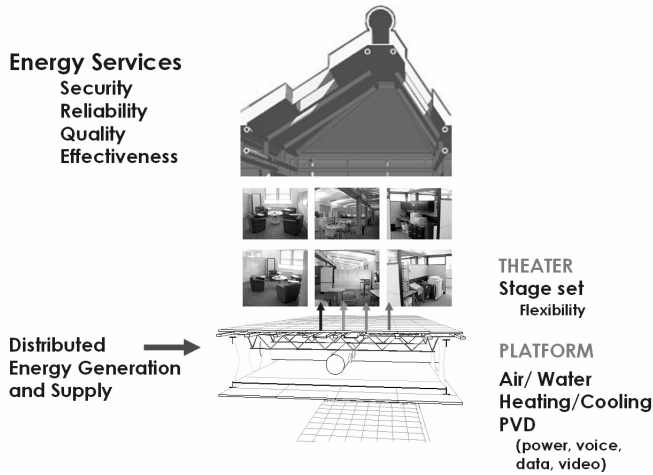 Energy Services
Security
Reliability
Quality
Effectiveness
THEATER
Stage set
Flexibility
Distributed
Energy Generation
and Supply
PLATFORM
Air/ Water
Heating/Cooling
PVD
(power, voice,
data, video)